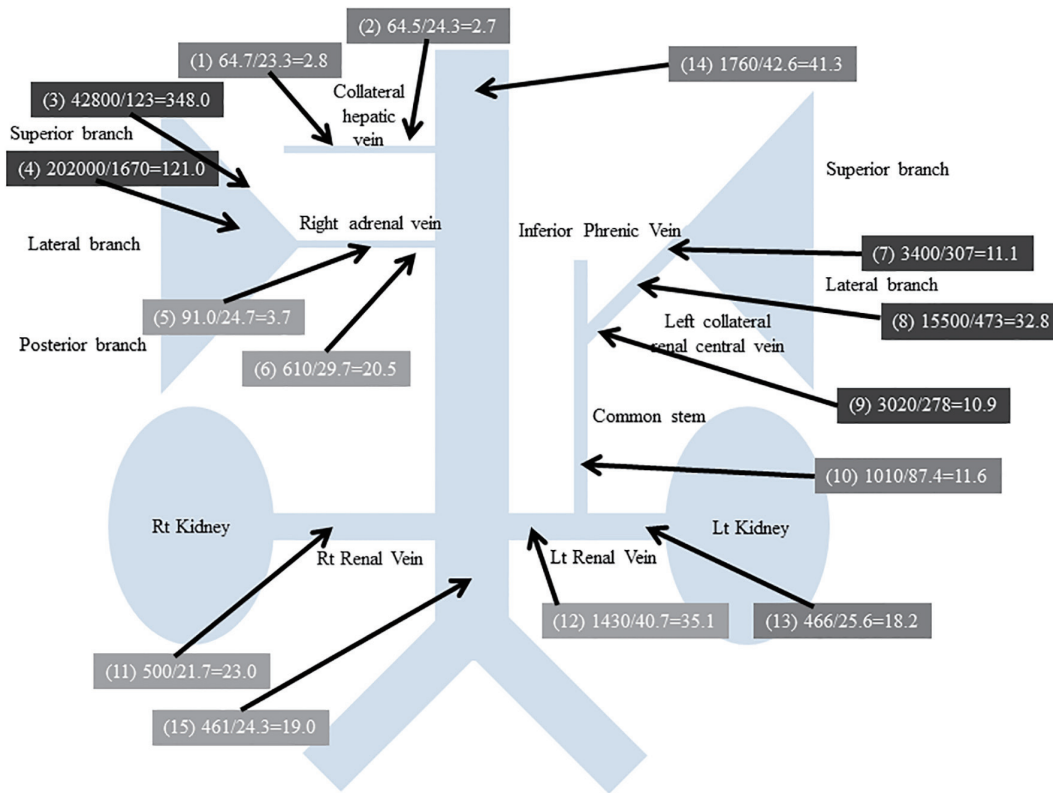 (2) 64.5/24.3=2.7
(1) 64.7/23.3=2.8
(14) 1760/42.6=41.3
Collateral
hepatic
vein
(3) 42800/123=348.0
Superior branch
(4) 202000/1670=121.0
Superior branch
Right adrenal vein
Inferior Phrenic Vein
Lateral branch
(7) 3400/307=11.1
Lateral branch
(5) 91.0/24.7=3.7
(8) 15500/473=32.8
Left collateral
renal central vein
Posterior branch
(6) 610/29.7=20.5
(9) 3020/278=10.9
Common stem
(10) 1010/87.4=11.6
Rt Kidney
Lt Kidney
Rt Renal Vein
Lt Renal Vein
(12) 1430/40.7=35.1
(13) 466/25.6=18.2
(11) 500/21.7=23.0
(15) 461/24.3=19.0